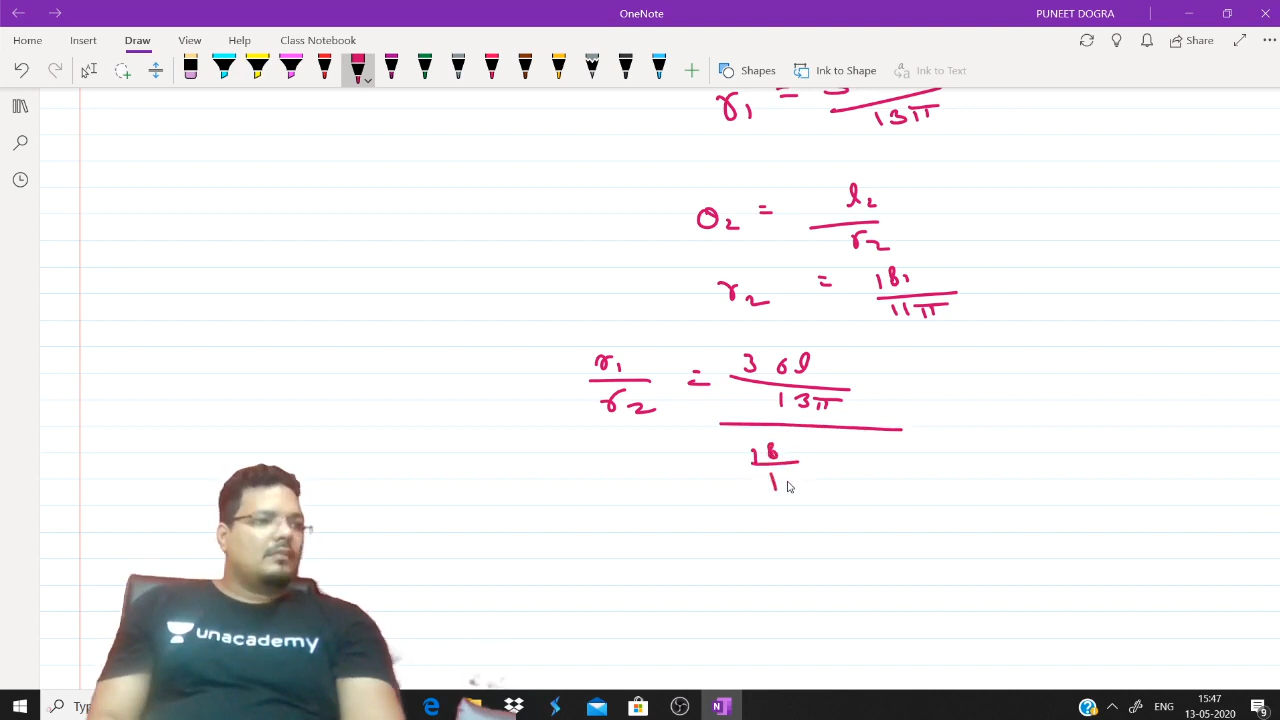 OneNote
PUNEET DOGRA
Home Insert Draw View Help Class Notebook
Share
Shapes Ink to Shape Ink to Text
r1 =
13π
θ2 = l2
r2
r2 = 18l
11π
r1 = 36l
r2 13π
18
1
unacademy
15:47
ENG
13-05-2020
9